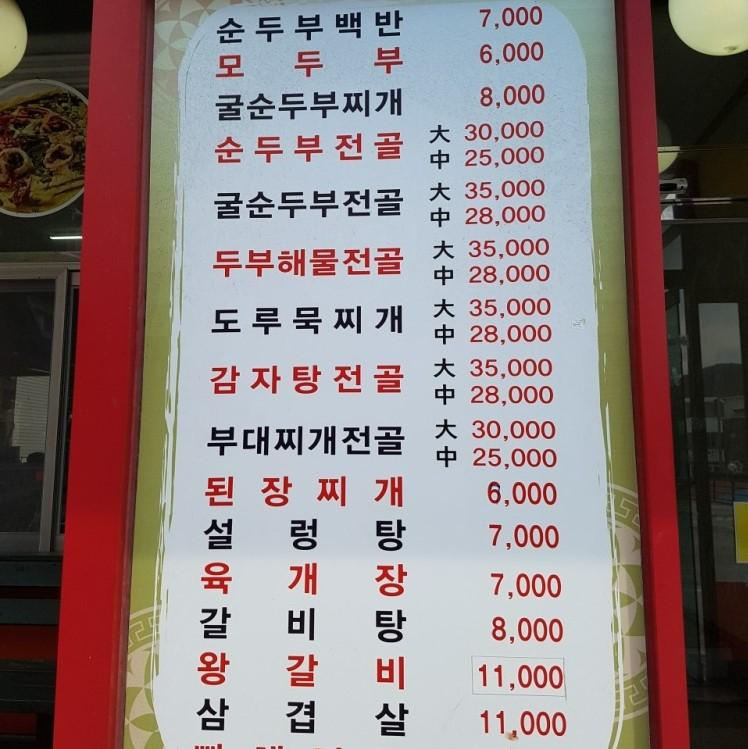 순두부백반 7,000
모두부 6,000
굴순두부찌개 8,000
순두부전골 大 30,000
中 25,000
굴순두부전골 大 35,000
中 28,000
두부해물전골 大 35,000
中 28,000
도루묵찌개 大 35,000
中 28,000
감자탕전골 大 35,000
中 28,000
부대찌개전골 大 30,000
中 25,000
된장찌개 6,000
설렁탕 7,000
육개장 7,000
갈비탕 8,000
왕갈비 11,000
삼겹살 11,000